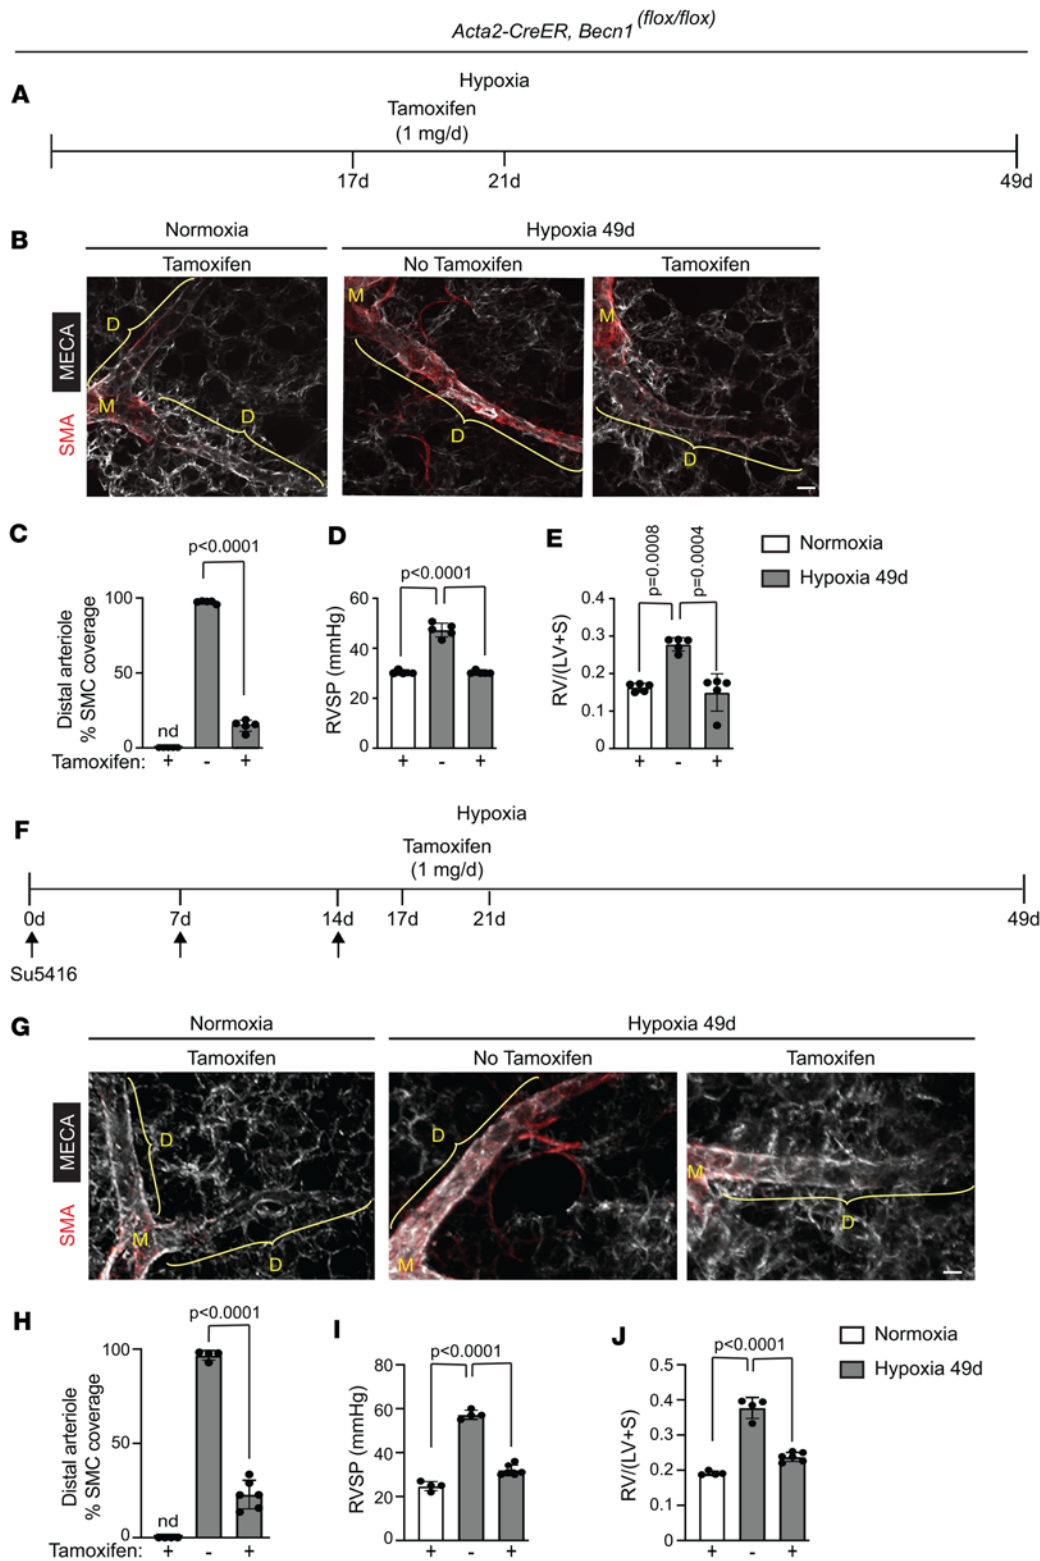 Acta2-CreER, Becn1(flox/flox)
A
Hypoxia
Tamoxifen
(1 mg/d)
17d 21d 49d
B
Normoxia Hypoxia 49d
Tamoxifen No Tamoxifen Tamoxifen
SMA MECA
D M D
M D
M D
C
p<0.0001
Distal arteriole
% SMC coverage
100
50
0
nd
Tamoxifen: + - +
D
p<0.0001
RVSP (mmHg)
60
40
20
0
+ - +
E
p=0.0008 p=0.0004
RV/(LV+S)
0.4
0.3
0.2
0.1
0
+ - +
Normoxia
Hypoxia 49d
F
Hypoxia
Tamoxifen
(1 mg/d)
0d 7d 14d 17d 21d 49d
Su5416
G
Normoxia Hypoxia 49d
Tamoxifen No Tamoxifen Tamoxifen
SMA MECA
D M D
D M
M D
H
p<0.0001
Distal arteriole
% SMC coverage
100
50
0
nd
Tamoxifen: + - +
I
p<0.0001
RVSP (mmHg)
80
60
40
20
0
+ - +
J
p<0.0001
RV/(LV+S)
0.5
0.4
0.3
0.2
0.1
0
+ - +
Normoxia
Hypoxia 49d